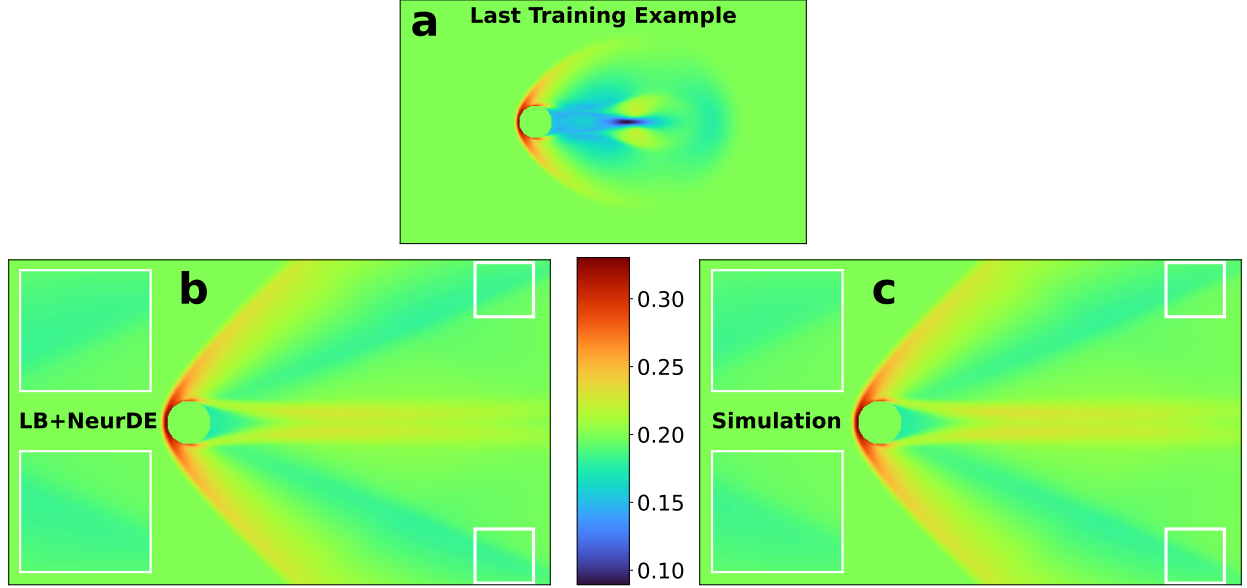 a
Last Training Example
b
LB+NeurDE
0.30
0.25
0.20
0.15
0.10
c
Simulation